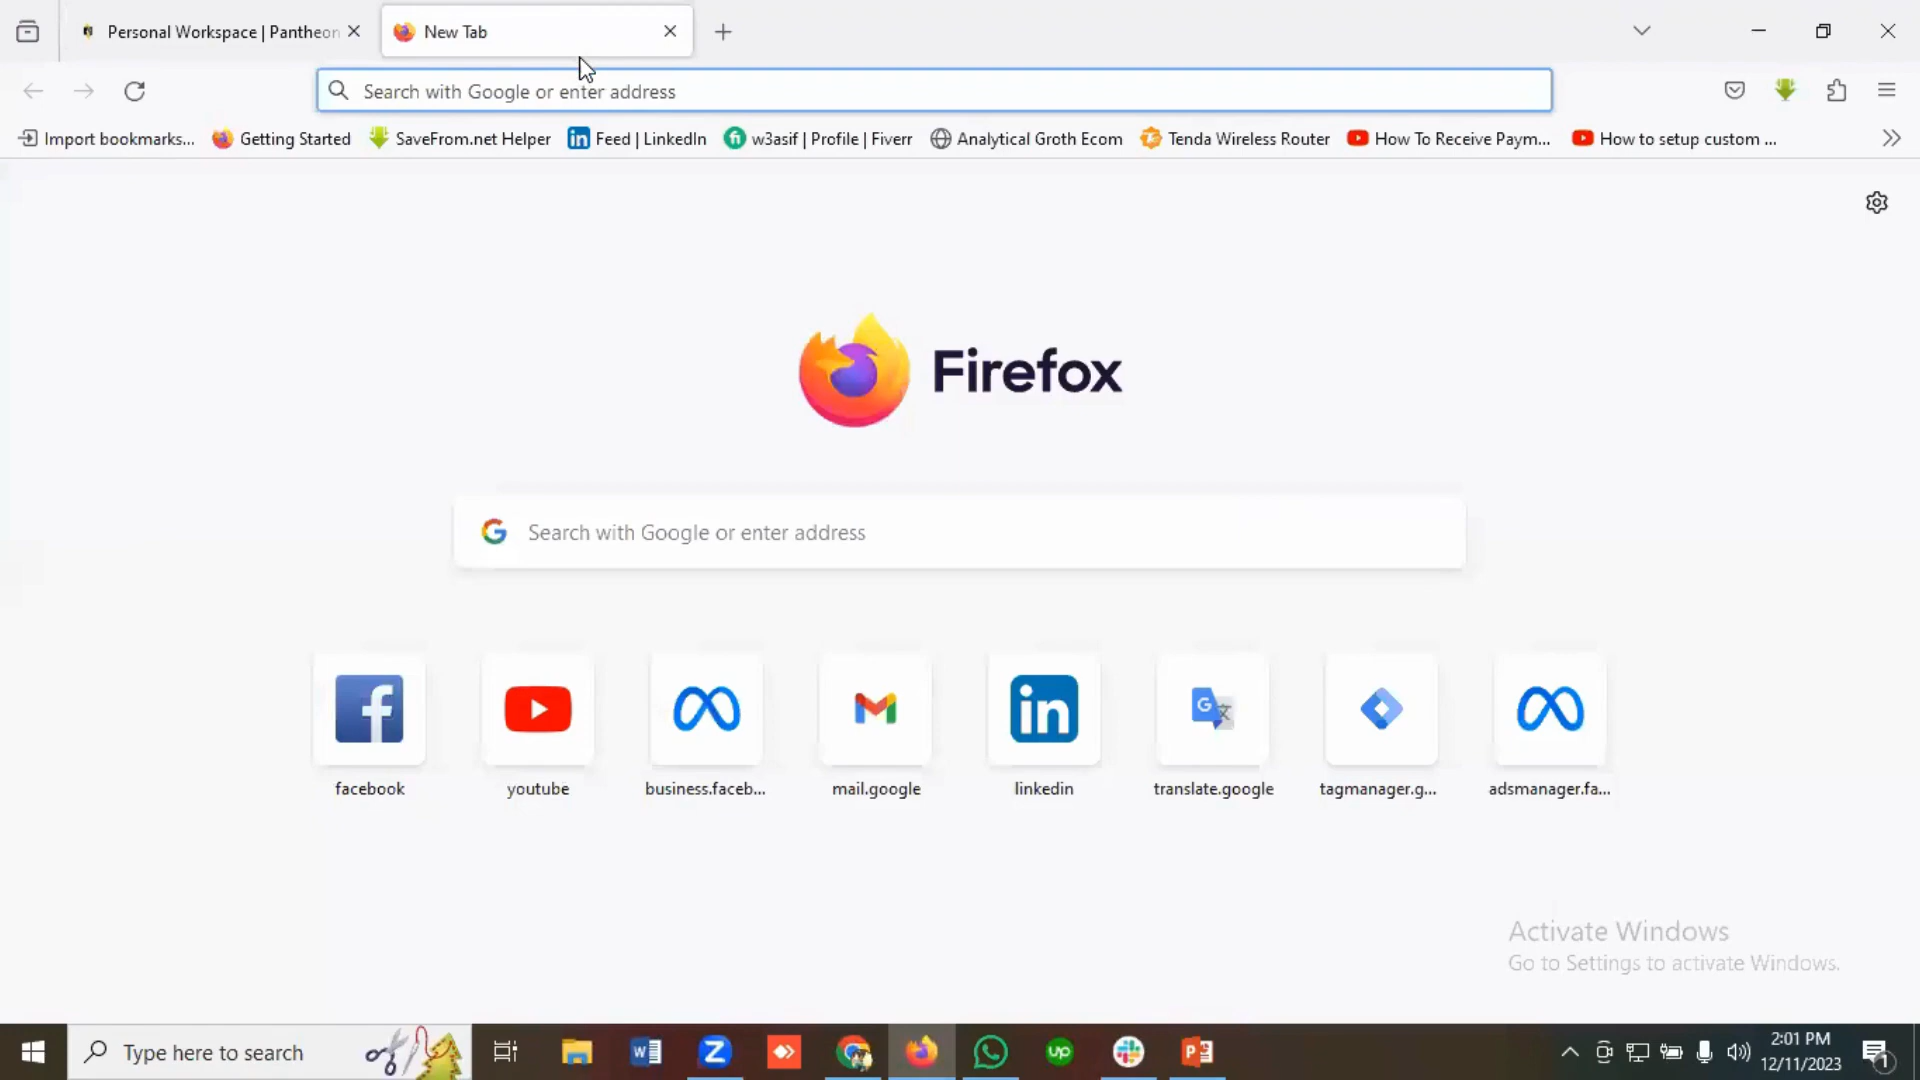 Personal Workspace | Pantheon
New Tab
Search with Google or enter address
Import bookmarks... Getting Started SaveFrom.net Helper Feed | LinkedIn w3asif | Profile | Fiverr Analytical Groth Ecom Tenda Wireless Router How To Receive Paym... How to setup custom ...
Firefox
Search with Google or enter address
facebook youtube business.faceb... mail.google linkedin translate.google tagmanager.g... adsmanager.fa...
Activate Windows
Go to Settings to activate Windows.
Type here to search
2:01 PM
12/11/2023
1